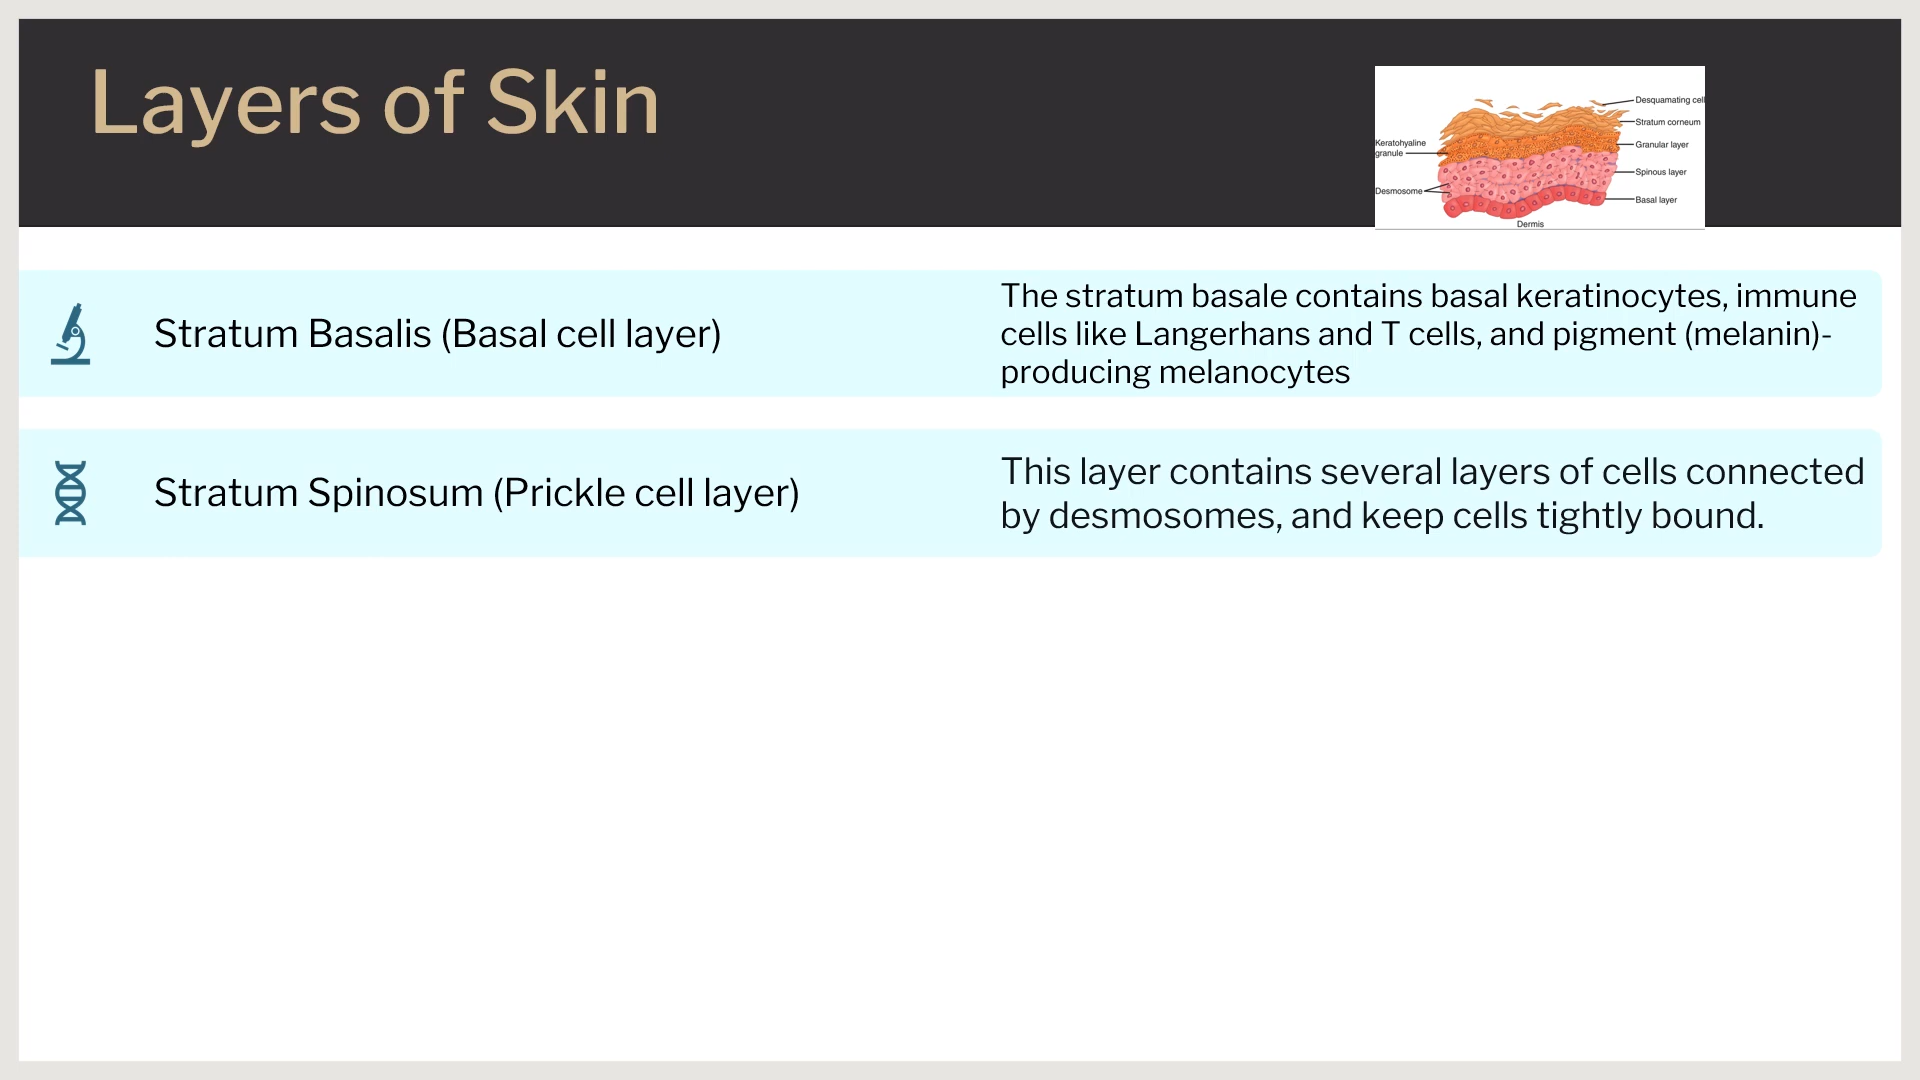 Layers of Skin
Desquamating cell
Stratum corneum
Keratohyaline
granule
Granular layer
Spinous layer
Desmosome
Basal layer
Dermis
Stratum Basalis (Basal cell layer)
The stratum basale contains basal keratinocytes, immune
cells like Langerhans and T cells, and pigment (melanin)-
producing melanocytes
Stratum Spinosum (Prickle cell layer)
This layer contains several layers of cells connected
by desmosomes, and keep cells tightly bound.